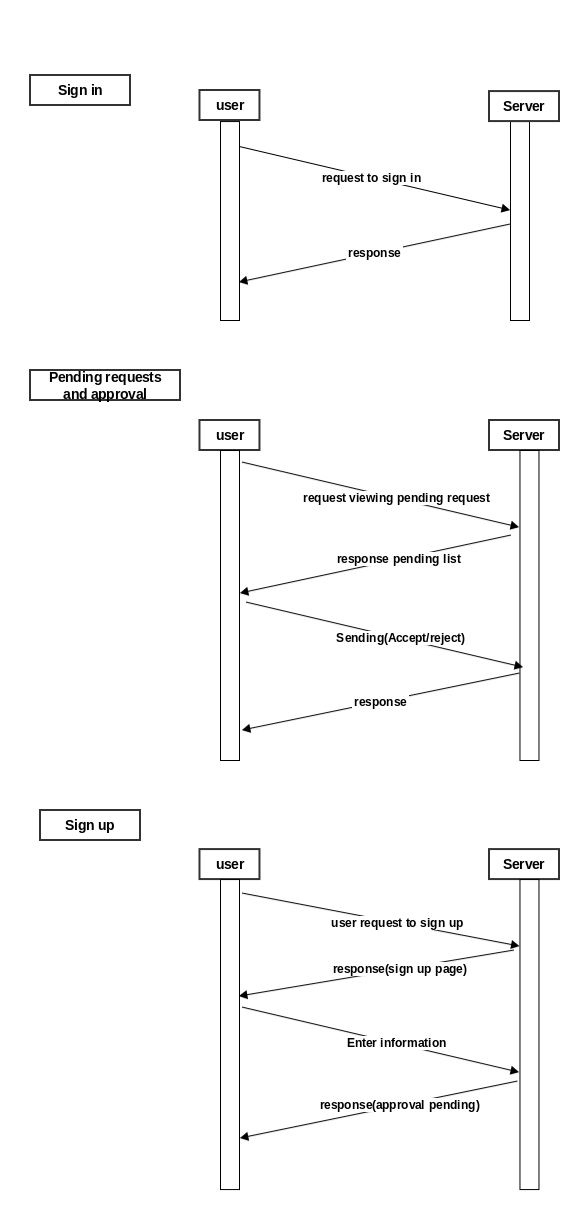 Sign in
user
Server
request to sign in
response
Pending requests
and approval
user
Server
request viewing pending request
response pending list
Sending(Accept/reject)
response
Sign up
user
Server
user request to sign up
response(sign up page)
Enter information
response(approval pending)